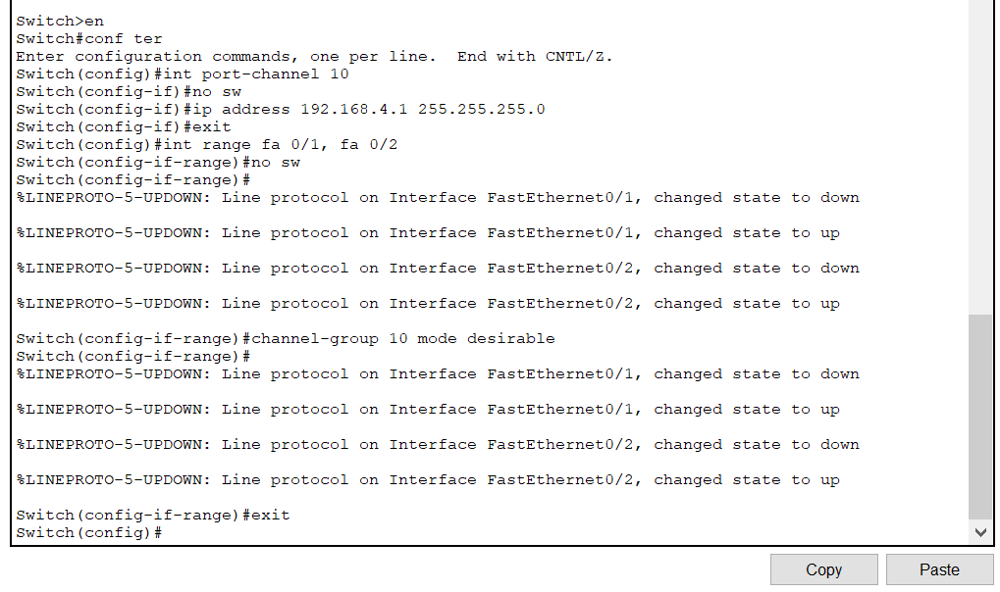 Switch>en
Switch#conf ter
Enter configuration commands, one per line.  End with CNTL/Z.
Switch(config)#int port-channel 10
Switch(config-if)#no sw
Switch(config-if)#ip address 192.168.4.1 255.255.255.0
Switch(config-if)#exit
Switch(config)#int range fa 0/1, fa 0/2
Switch(config-if-range)#no sw
Switch(config-if-range)#
%LINEPROTO-5-UPDOWN: Line protocol on Interface FastEthernet0/1, changed state to down
%LINEPROTO-5-UPDOWN: Line protocol on Interface FastEthernet0/1, changed state to up
%LINEPROTO-5-UPDOWN: Line protocol on Interface FastEthernet0/2, changed state to down
%LINEPROTO-5-UPDOWN: Line protocol on Interface FastEthernet0/2, changed state to up
Switch(config-if-range)#channel-group 10 mode desirable
Switch(config-if-range)#
%LINEPROTO-5-UPDOWN: Line protocol on Interface FastEthernet0/1, changed state to down
%LINEPROTO-5-UPDOWN: Line protocol on Interface FastEthernet0/1, changed state to up
%LINEPROTO-5-UPDOWN: Line protocol on Interface FastEthernet0/2, changed state to down
%LINEPROTO-5-UPDOWN: Line protocol on Interface FastEthernet0/2, changed state to up
Switch(config-if-range)#exit
Switch(config)#
Copy
Paste